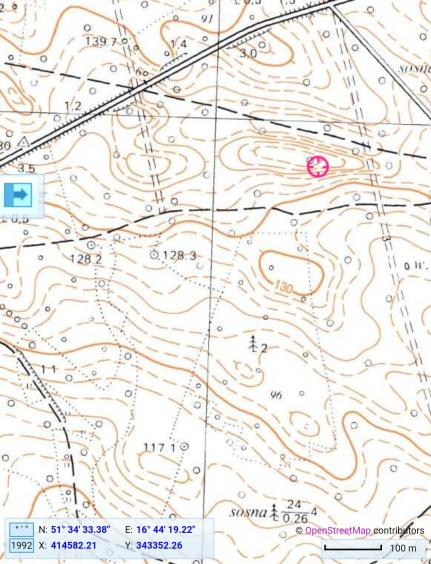 91
139.7
1.4
3.0
sosna
1.2
3.5
128.2
128.3
130
2
96
1 1
117 1
sosna 24 4
0.26
° ' "
N: 51° 34' 33.38" E: 16° 44' 19.22"
1992
X: 414582.21 Y: 343352.26
© OpenStreetMap contributors
100 m